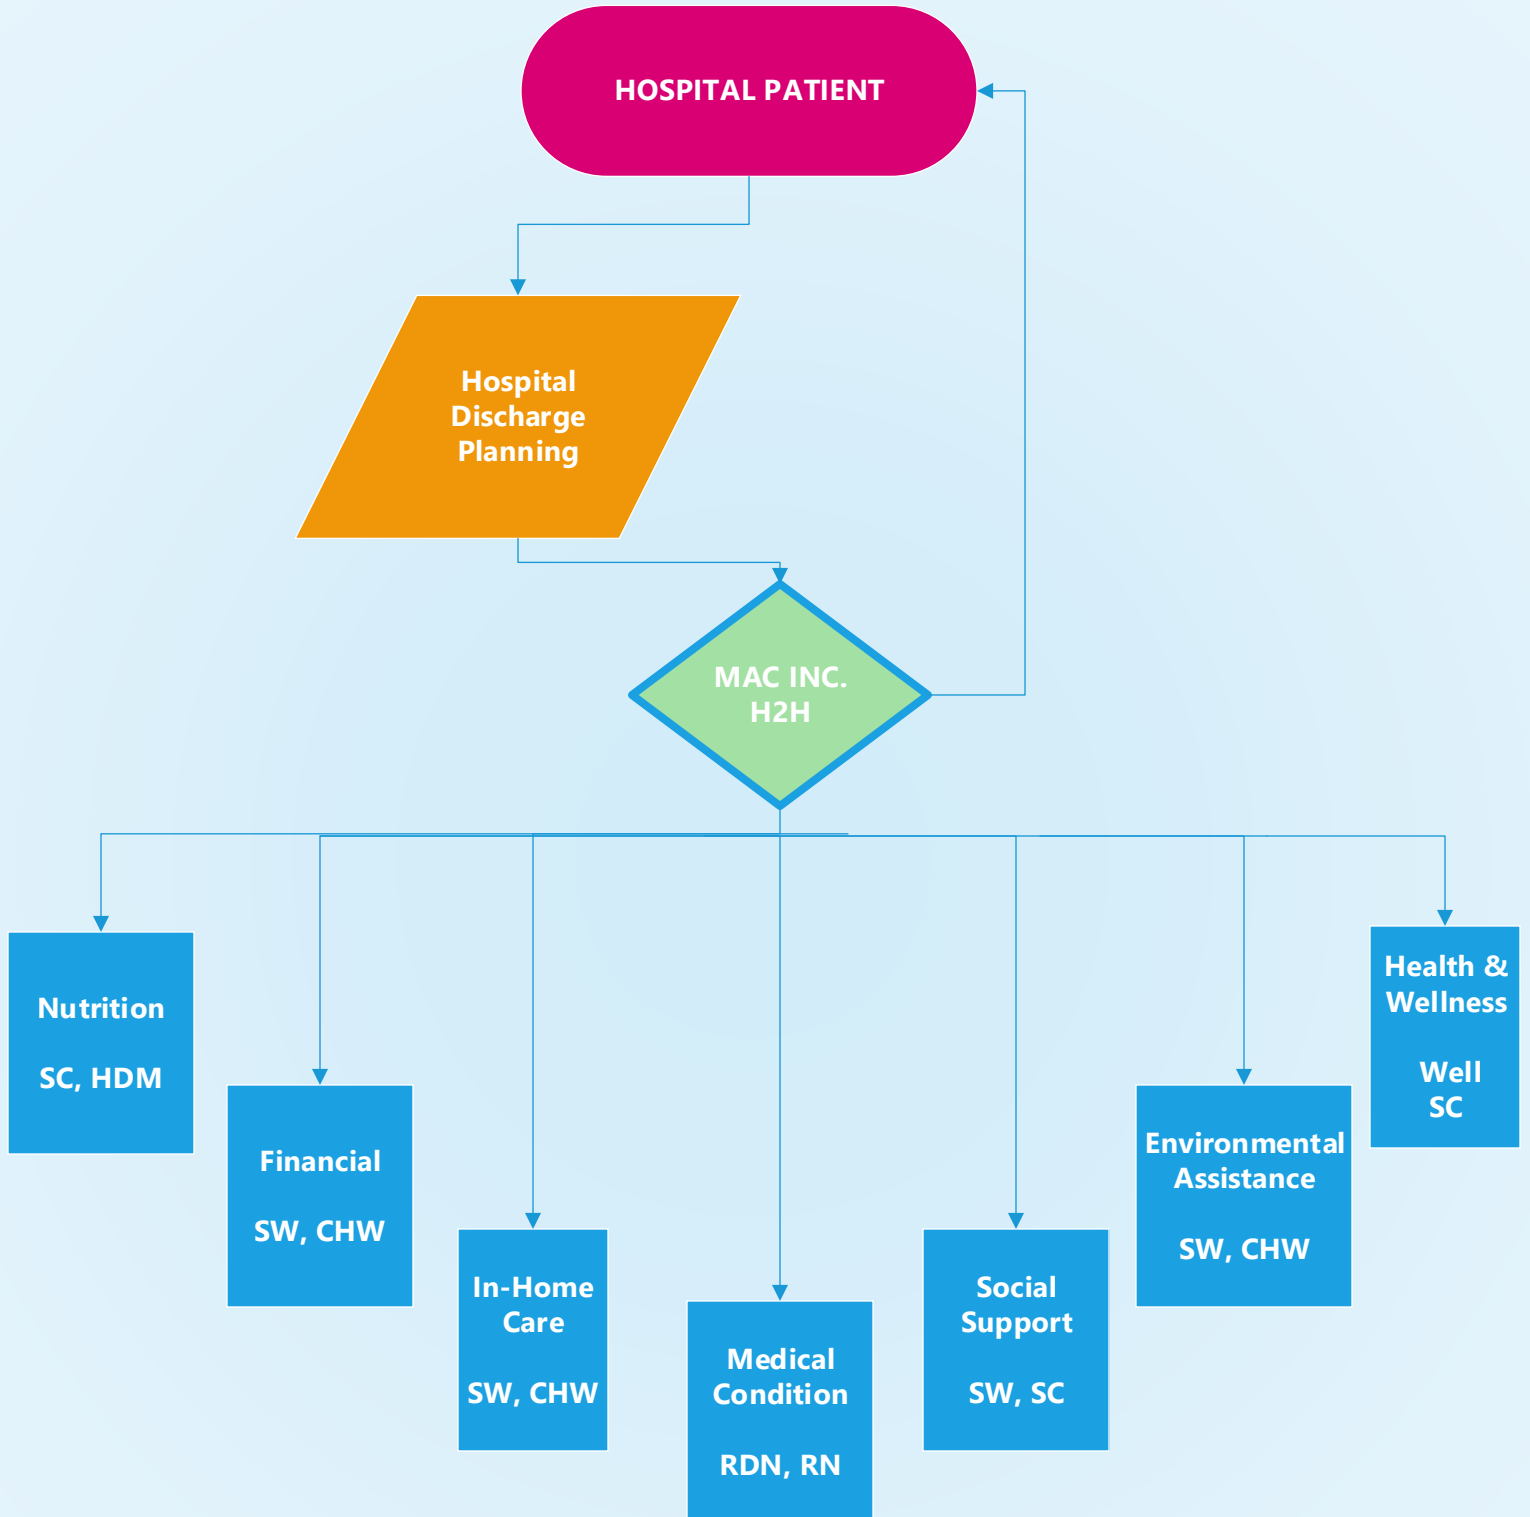 HOSPITAL PATIENT
Hospital
Discharge
Planning
MAC INC.
H2H
Nutrition
SC, HDM
Financial
SW, CHW
In-Home
Care
SW, CHW
Medical
Condition
RDN, RN
Social
Support
SW, SC
Environmental
Assistance
SW, CHW
Health &
Wellness
Well
SC